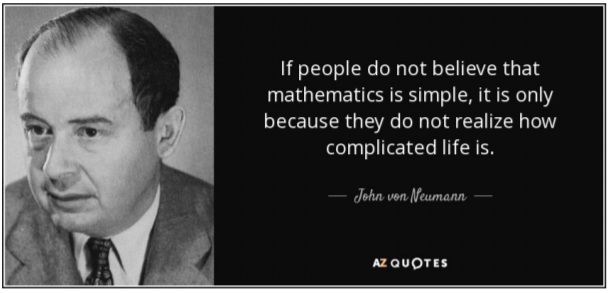 If people do not believe that
mathematics is simple, it is only
because they do not realize how
complicated life is.
John von Neumann
AZ QUOTES